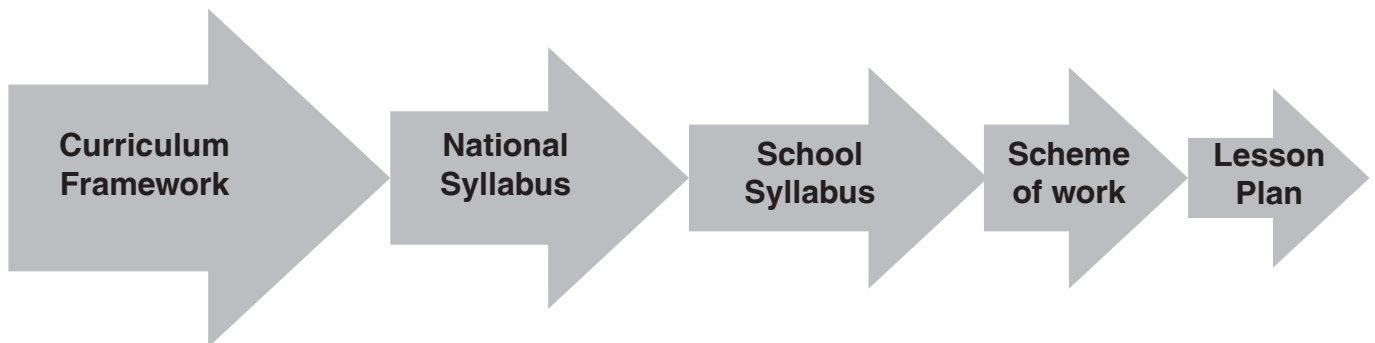 Curriculum
Framework
National
Syllabus
School
Syllabus
Scheme
of work
Lesson
Plan